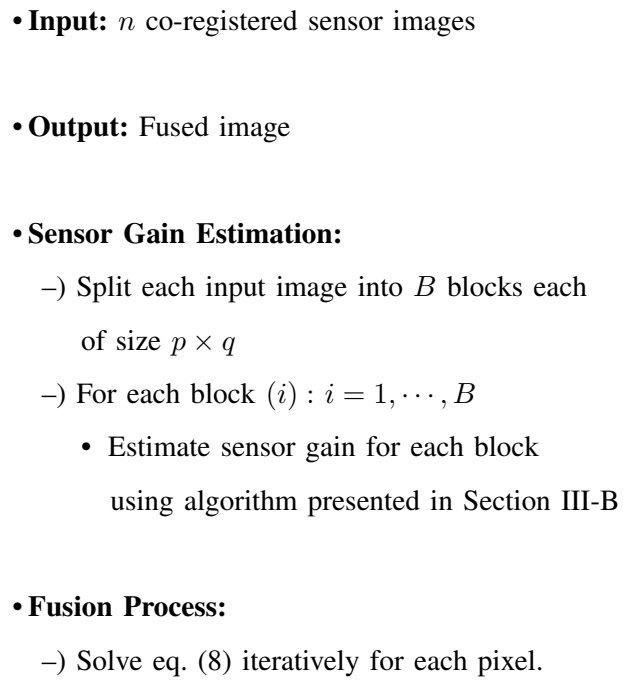 • Input: n co-registered sensor images
• Output: Fused image
• Sensor Gain Estimation:
–) Split each input image into B blocks each
of size p × q
–) For each block (i) : i = 1, ⋯ , B
• Estimate sensor gain for each block
using algorithm presented in Section III-B
• Fusion Process:
–) Solve eq. (8) iteratively for each pixel.